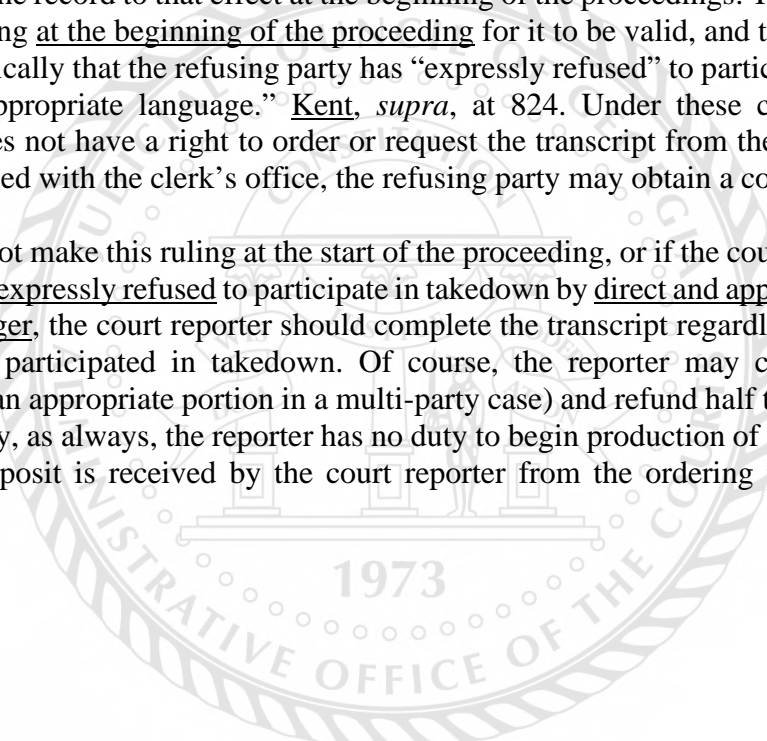 the record to that effect at the beginning of the proceedings. T
ng at the beginning of the proceeding for it to be valid, and t
ically that the refusing party has “expressly refused” to partic
ppropriate language.” Kent, supra, at 824. Under these c
es not have a right to order or request the transcript from the
ed with the clerk’s office, the refusing party may obtain a co
ot make this ruling at the start of the proceeding, or if the cou
expressly refused to participate in takedown by direct and app
ger, the court reporter should complete the transcript regardl
participated in takedown. Of course, the reporter may c
an appropriate portion in a multi-party case) and refund half t
y, as always, the reporter has no duty to begin production of
posit is received by the court reporter from the ordering
CONSTITUTION
1973
ADMINISTRATIVE OFFICE OF THE COURTS